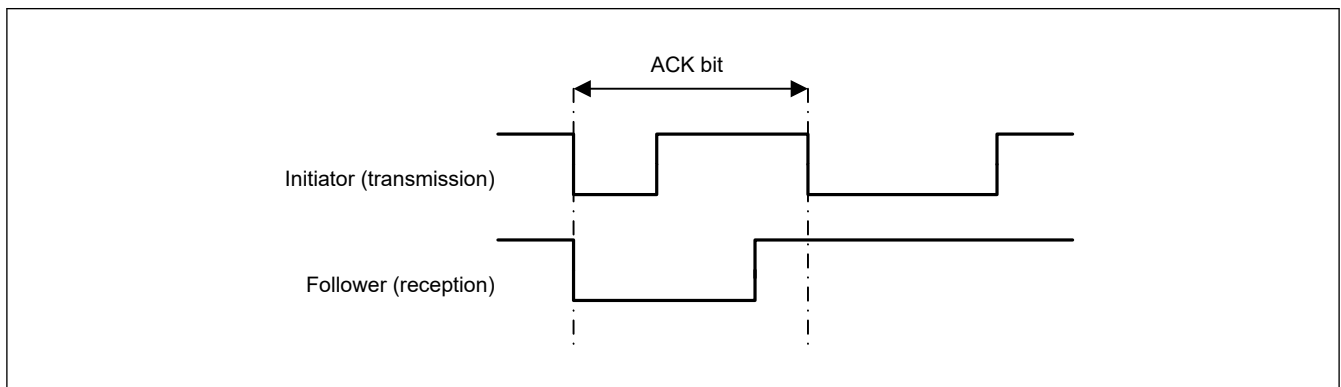 ACK bit
Initiator (transmission)
Follower (reception)